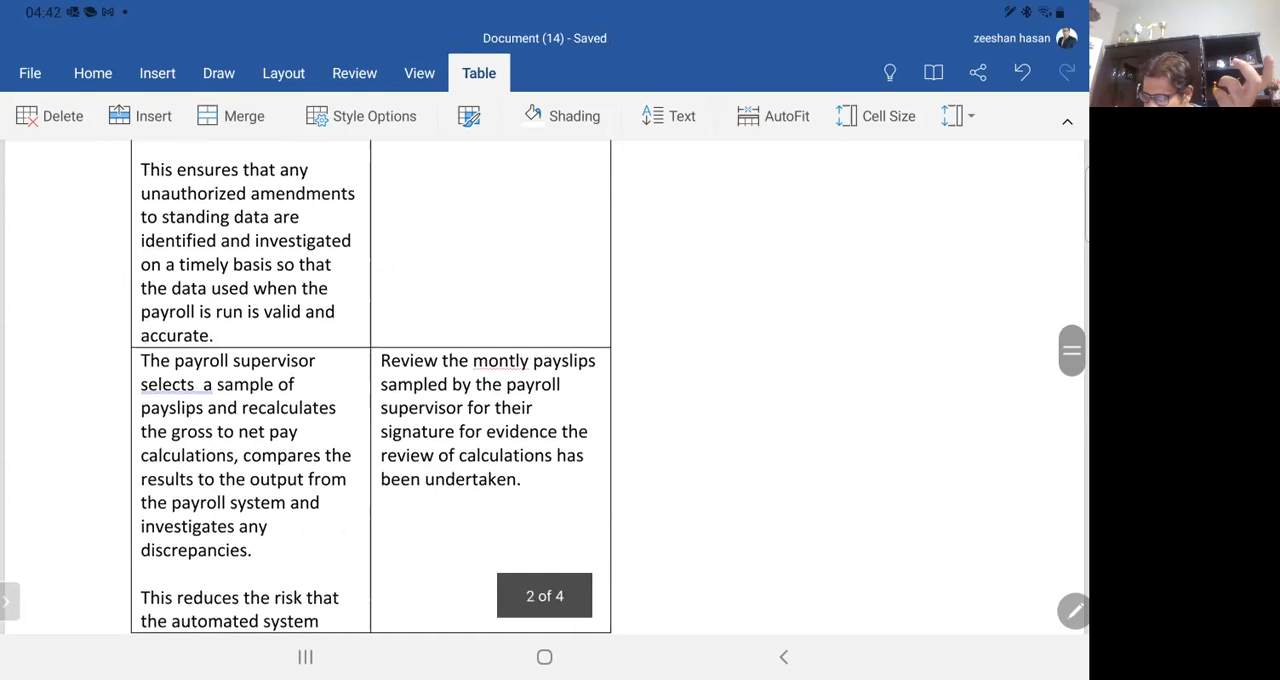 04:42
Document (14) - Saved
zeeshan hasan
File Home Insert Draw Layout Review View Table
Delete Insert Merge Style Options Shading Text AutoFit Cell Size
This ensures that any
unauthorized amendments
to standing data are
identified and investigated
on a timely basis so that
the data used when the
payroll is run is valid and
accurate.
The payroll supervisor
selects  a sample of
payslips and recalculates
the gross to net pay
calculations, compares the
results to the output from
the payroll system and
investigates any
discrepancies.
This reduces the risk that
the automated system
Review the montly payslips
sampled by the payroll
supervisor for their
signature for evidence the
review of calculations has
been undertaken.
2 of 4